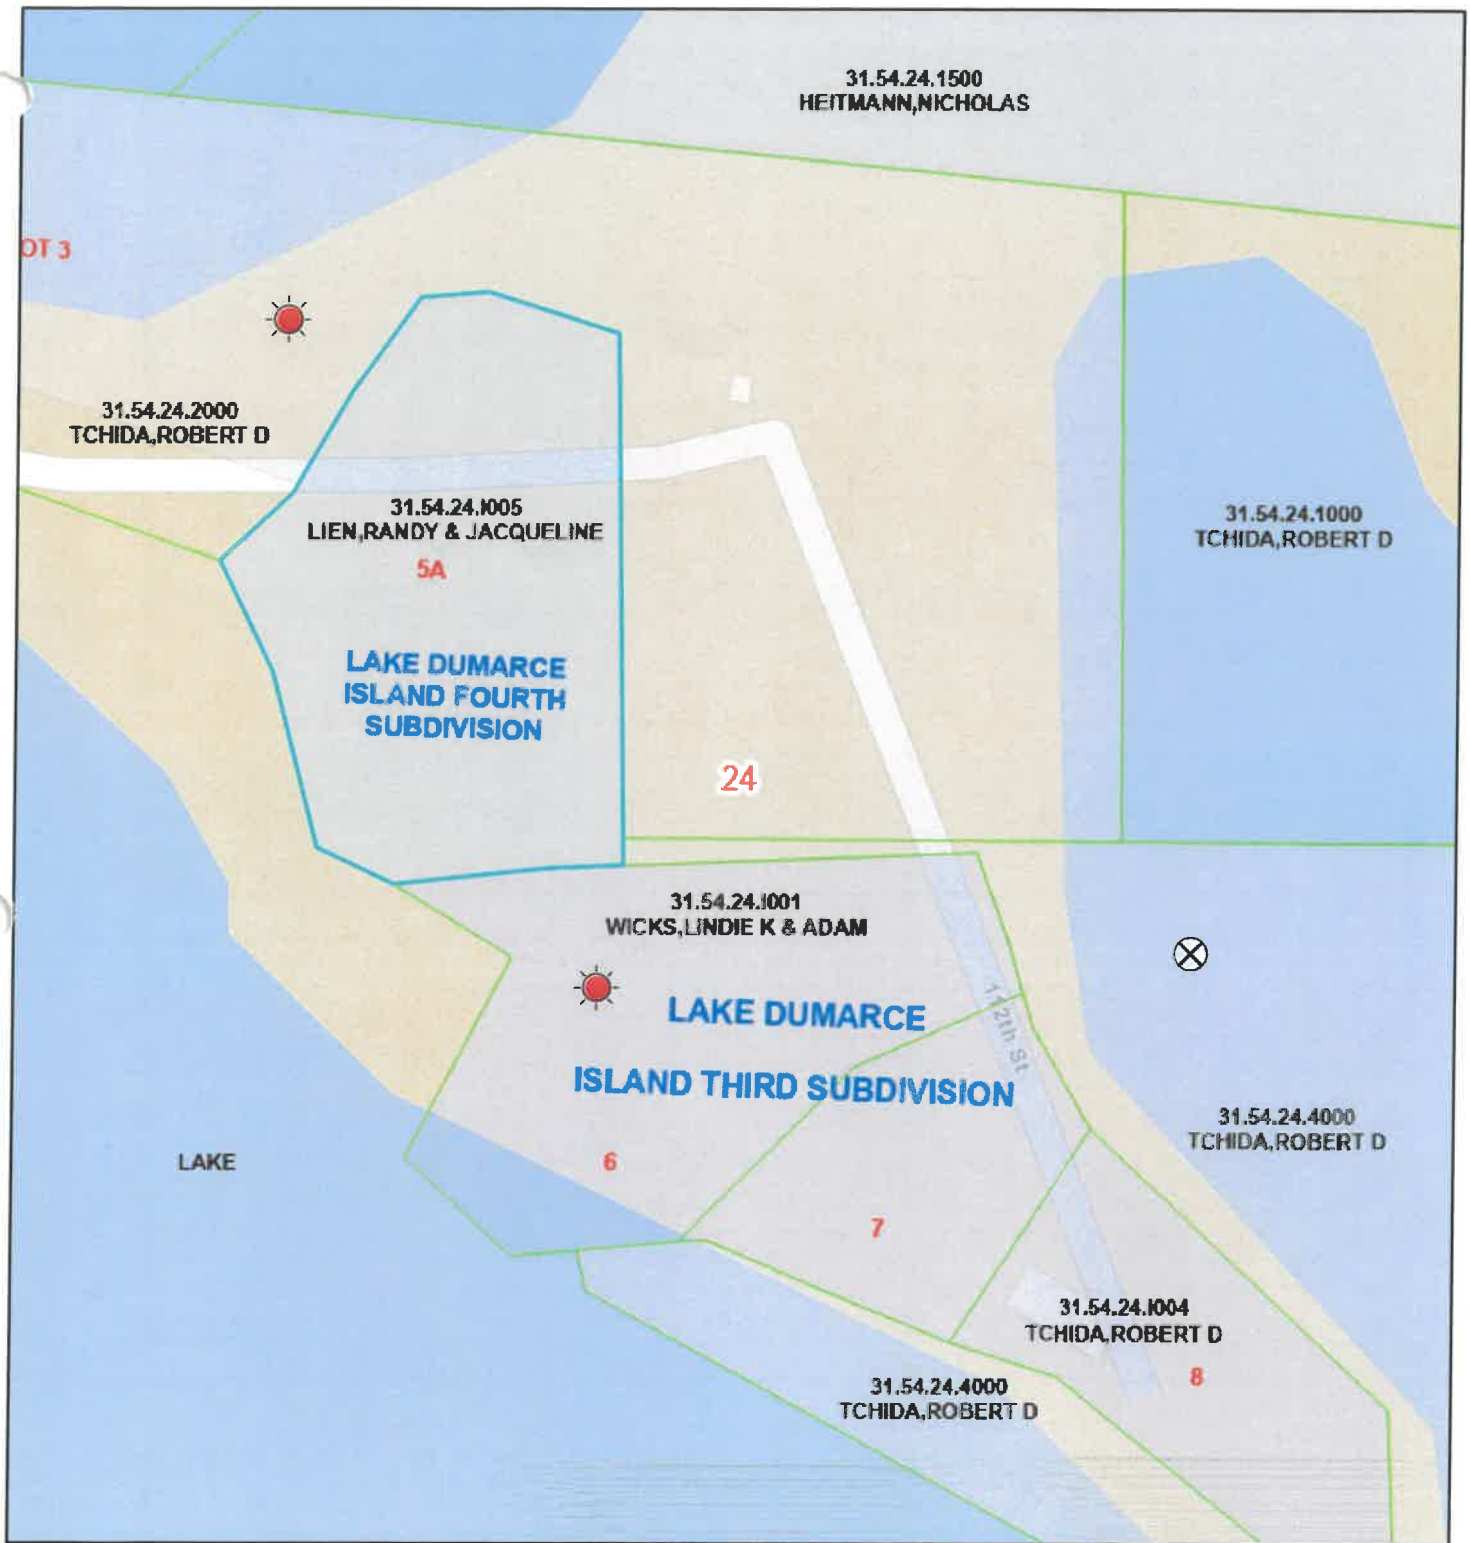 31.54.24.1500
HEITMANN,NICHOLAS
OT 3
31.54.24.2000
TCHIDA,ROBERT D
31.54.24.I005
LIEN,RANDY & JACQUELINE
5A
31.54.24.1000
TCHIDA,ROBERT D
LAKE DUMARCE
ISLAND FOURTH
SUBDIVISION
24
31.54.24.I001
WICKS,LINDIE K & ADAM
LAKE DUMARCE
112th St
ISLAND THIRD SUBDIVISION
31.54.24.4000
TCHIDA,ROBERT D
LAKE
6
7
31.54.24.I004
TCHIDA,ROBERT D
8
31.54.24.4000
TCHIDA,ROBERT D